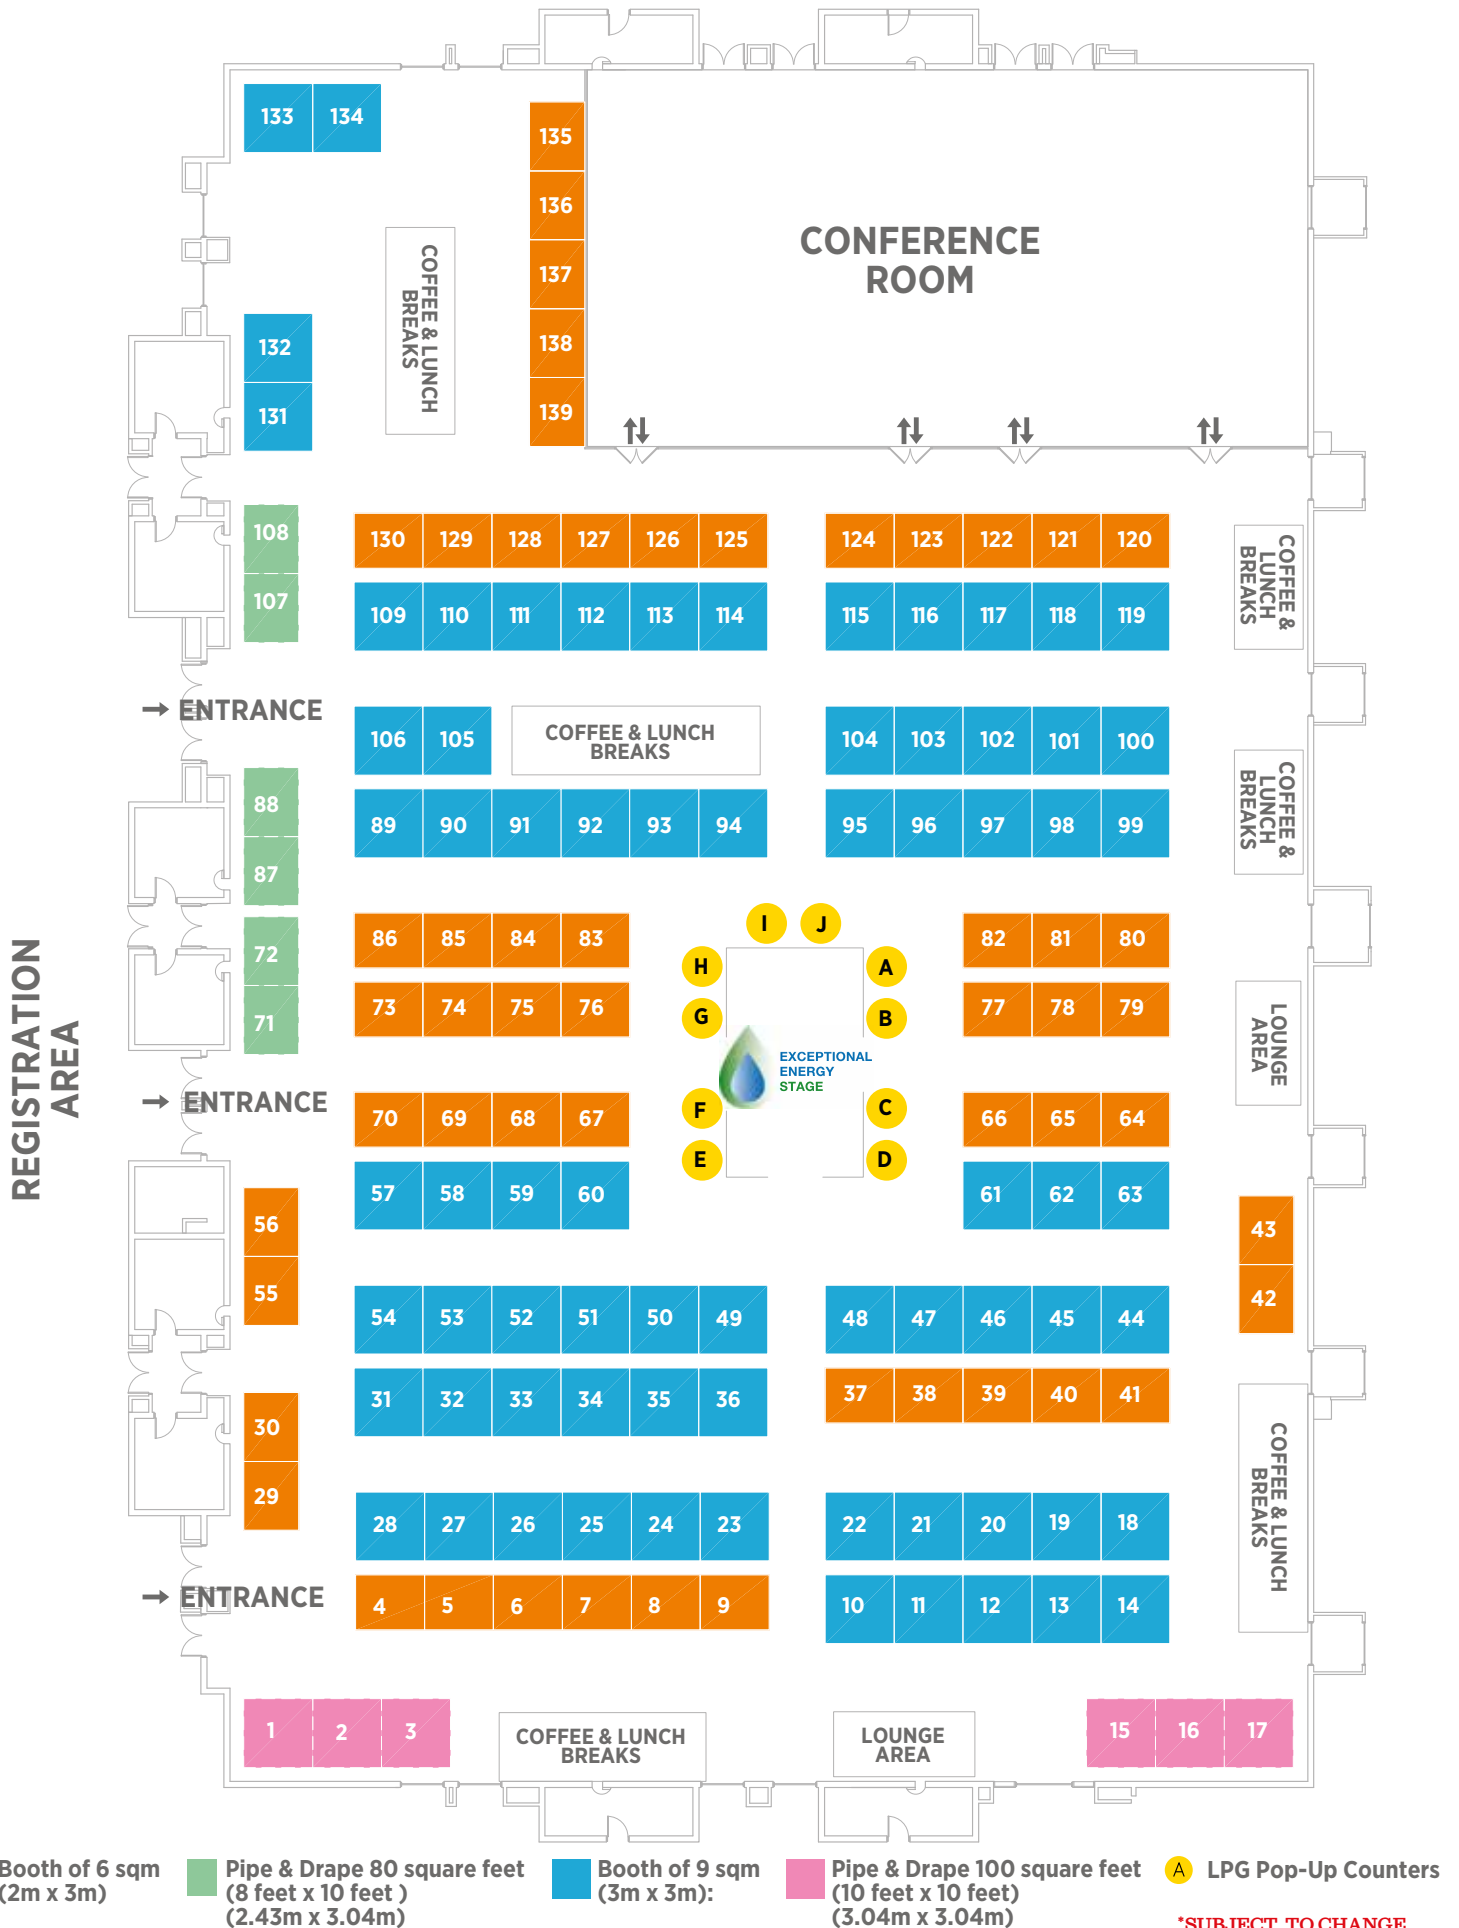 133 134
135
136
137
138
139
CONFERENCE
ROOM
COFFEE & LUNCH
BREAKS
132
131
108
107
130 129 128 127 126 125
124 123 122 121 120
109 110 111 112 113 114
115 116 117 118 119
COFFEE &
LUNCH
BREAKS
ENTRANCE
106 105
COFFEE & LUNCH
BREAKS
104 103 102 101 100
88
87
89 90 91 92 93 94
95 96 97 98 99
COFFEE &
LUNCH
BREAKS
72
71
86 85 84 83
I J
H A
G B
82 81 80
73 74 75 76
77 78 79
LOUNGE
AREA
REGISTRATION
AREA
EXCEPTIONAL
ENERGY
STAGE
ENTRANCE
70 69 68 67
F C
E D
66 65 64
57 58 59 60
61 62 63
56
55
43
42
54 53 52 51 50 49
48 47 46 45 44
31 32 33 34 35 36
37 38 39 40 41
30
29
COFFEE & LUNCH
BREAKS
28 27 26 25 24 23
22 21 20 19 18
ENTRANCE
4 5 6 7 8 9
10 11 12 13 14
1 2 3
COFFEE & LUNCH
BREAKS
LOUNGE
AREA
15 16 17
Booth of 6 sqm
(2m x 3m)
Pipe & Drape 80 square feet
(8 feet x 10 feet )
(2.43m x 3.04m)
Booth of 9 sqm
(3m x 3m):
Pipe & Drape 100 square feet
(10 feet x 10 feet)
(3.04m x 3.04m)
A LPG Pop-Up Counters
*SUBJECT TO CHANGE